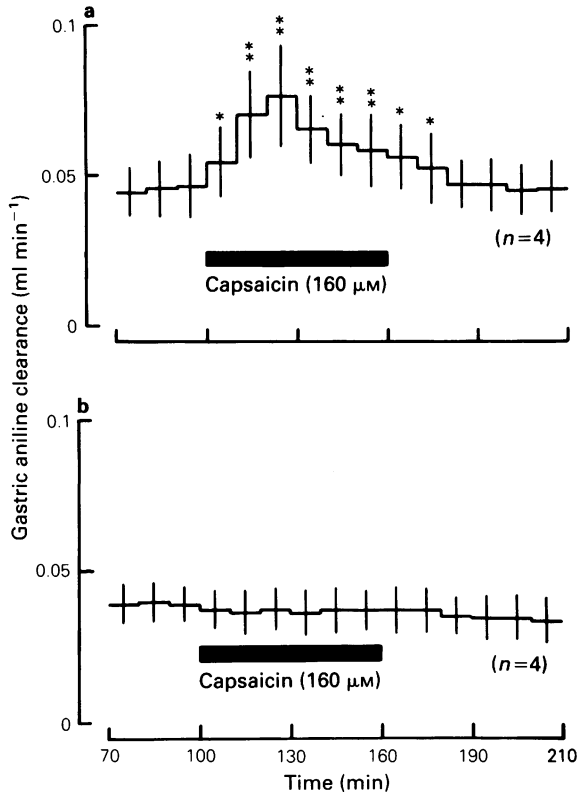 a
0.1
*
**
**
**
**
**
*
*
0.05
(n=4)
Capsaicin (160 μM)
0
Gastric aniline clearance (ml min⁻¹)
b
0.1
0.05
(n=4)
Capsaicin (160 μM)
0
70 100 130 160 190 210
Time (min)